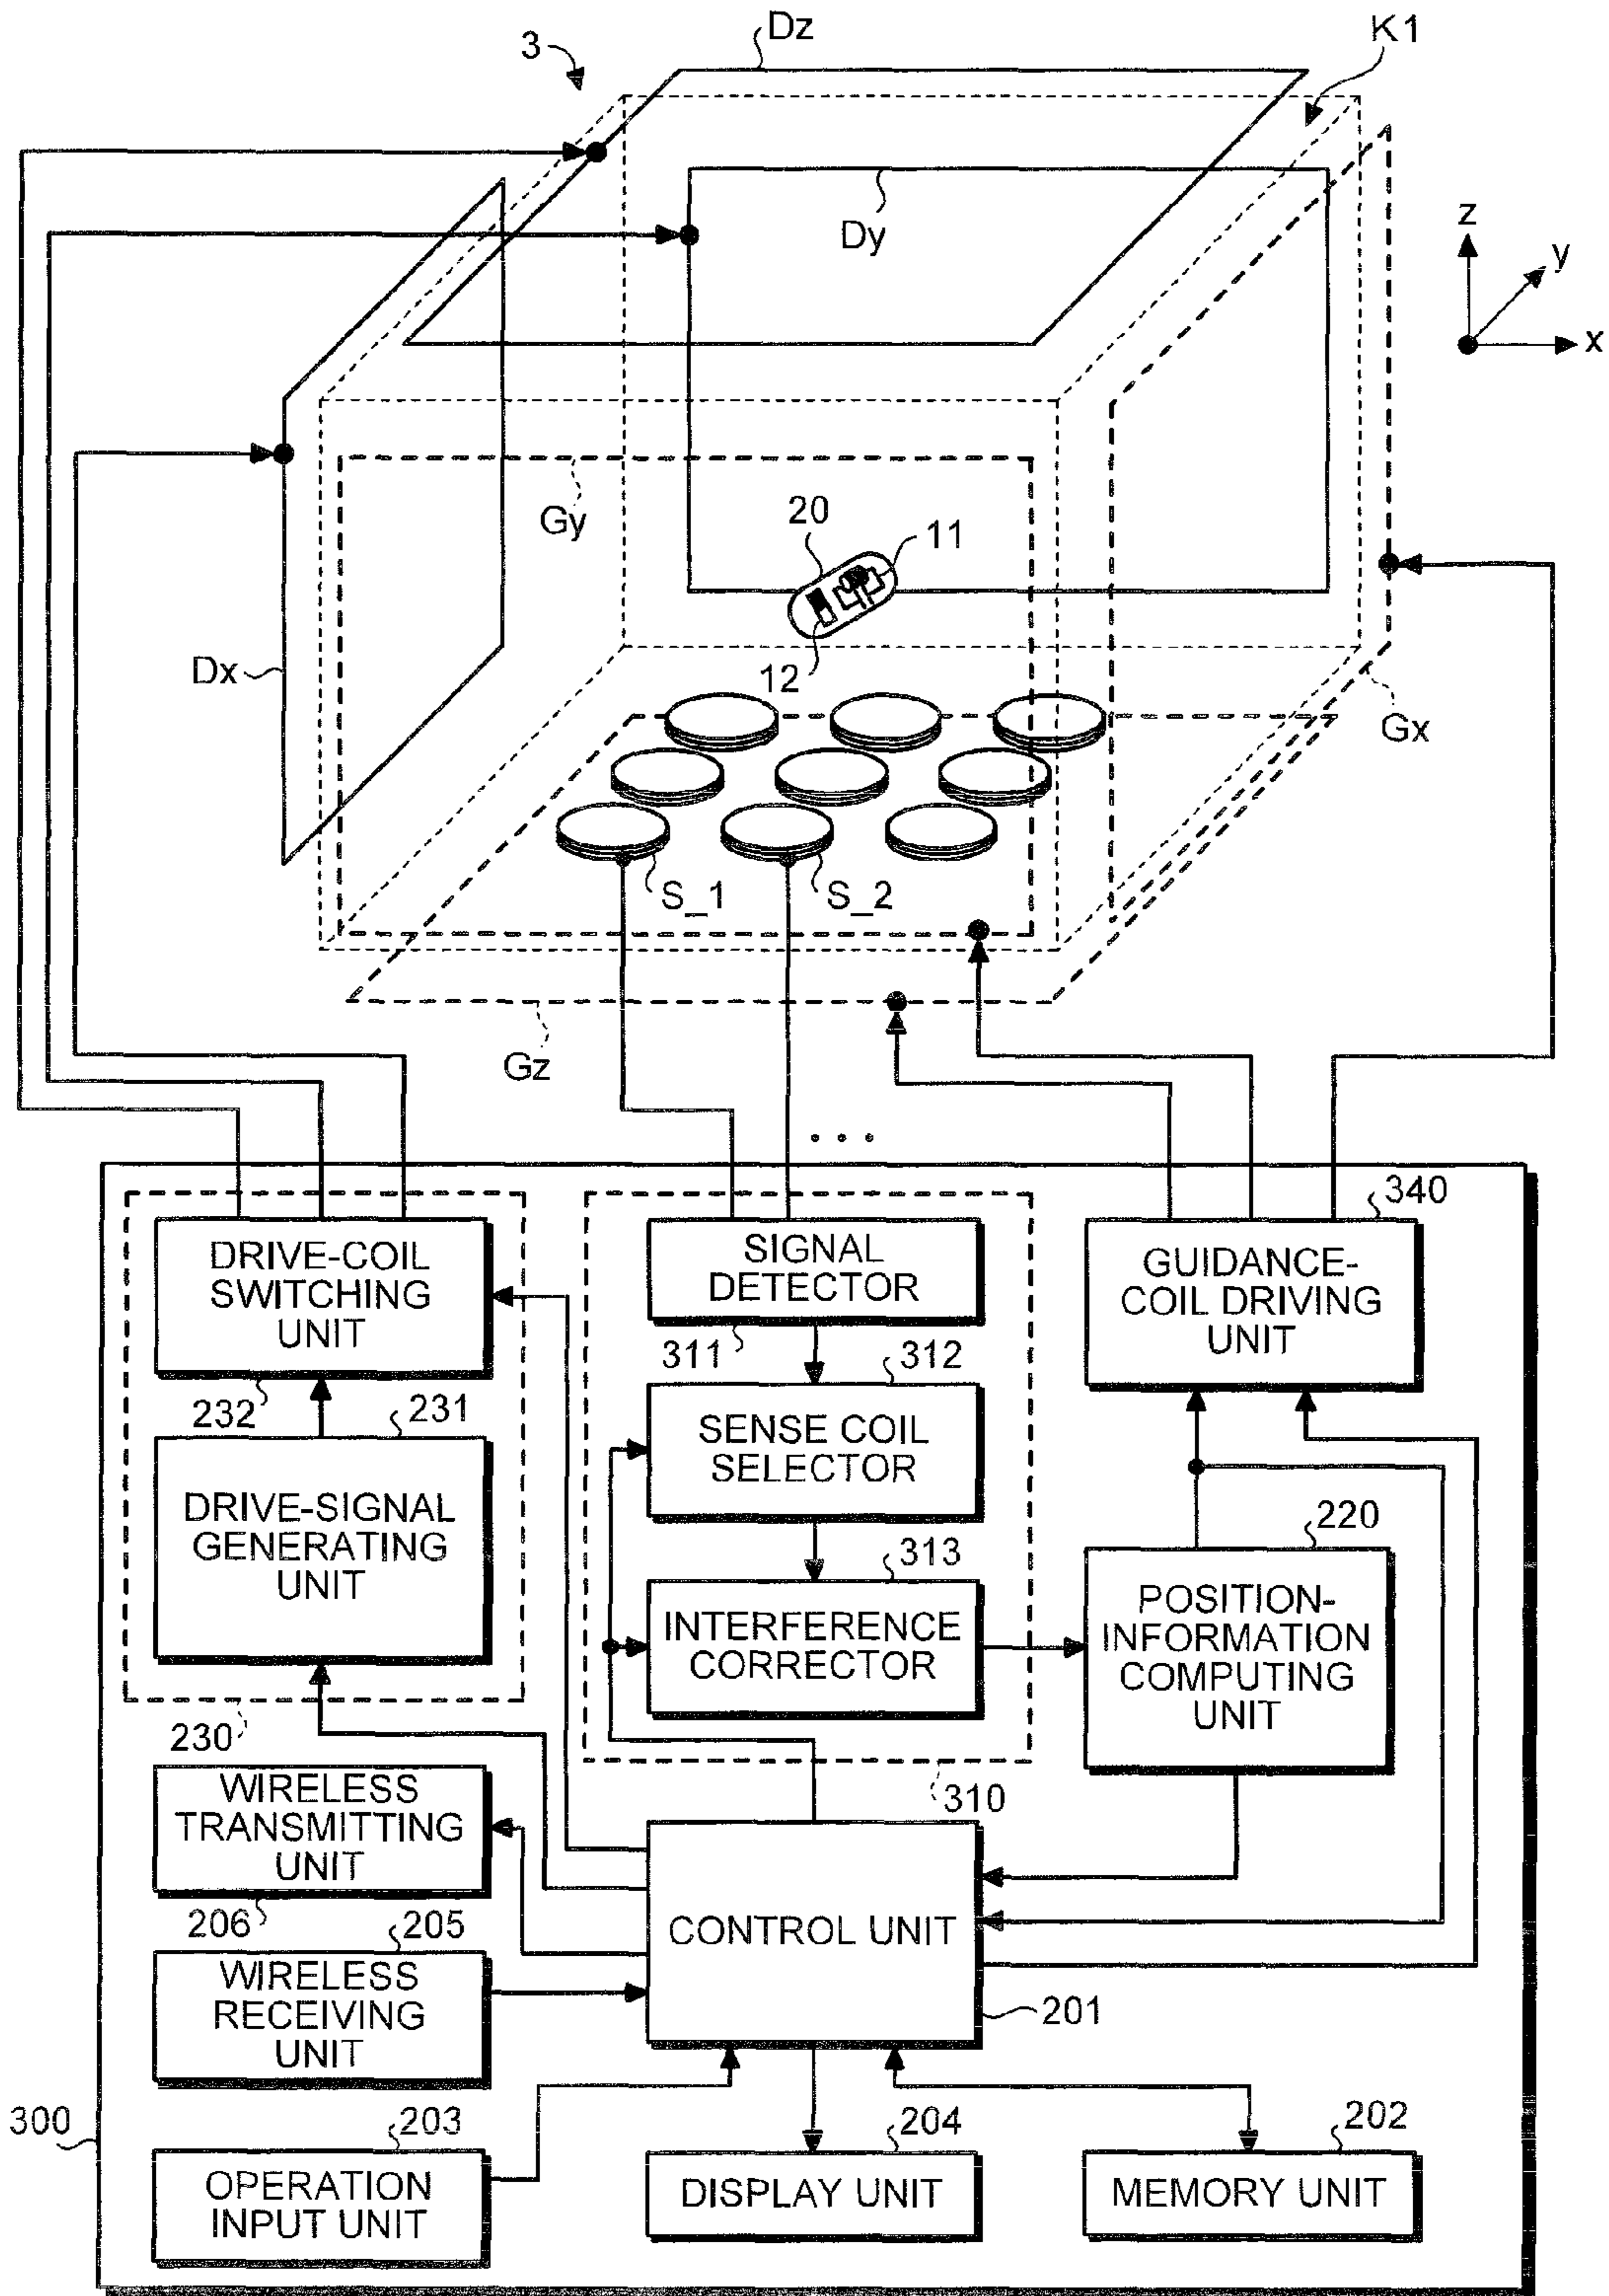 3
Dz
K1
Dy
z
y
x
Gy
20
11
12
Dx
Gx
S_1
S_2
Gz
. . .
340
DRIVE-COIL
SWITCHING
UNIT
SIGNAL
DETECTOR
GUIDANCE-
COIL DRIVING
UNIT
311
312
232
231
SENSE COIL
SELECTOR
DRIVE-SIGNAL
GENERATING
UNIT
313
220
INTERFERENCE
CORRECTOR
POSITION-
INFORMATION
COMPUTING
UNIT
230
310
WIRELESS
TRANSMITTING
UNIT
206
205
CONTROL UNIT
WIRELESS
RECEIVING
UNIT
201
300
203
204
202
OPERATION
INPUT UNIT
DISPLAY UNIT
MEMORY UNIT